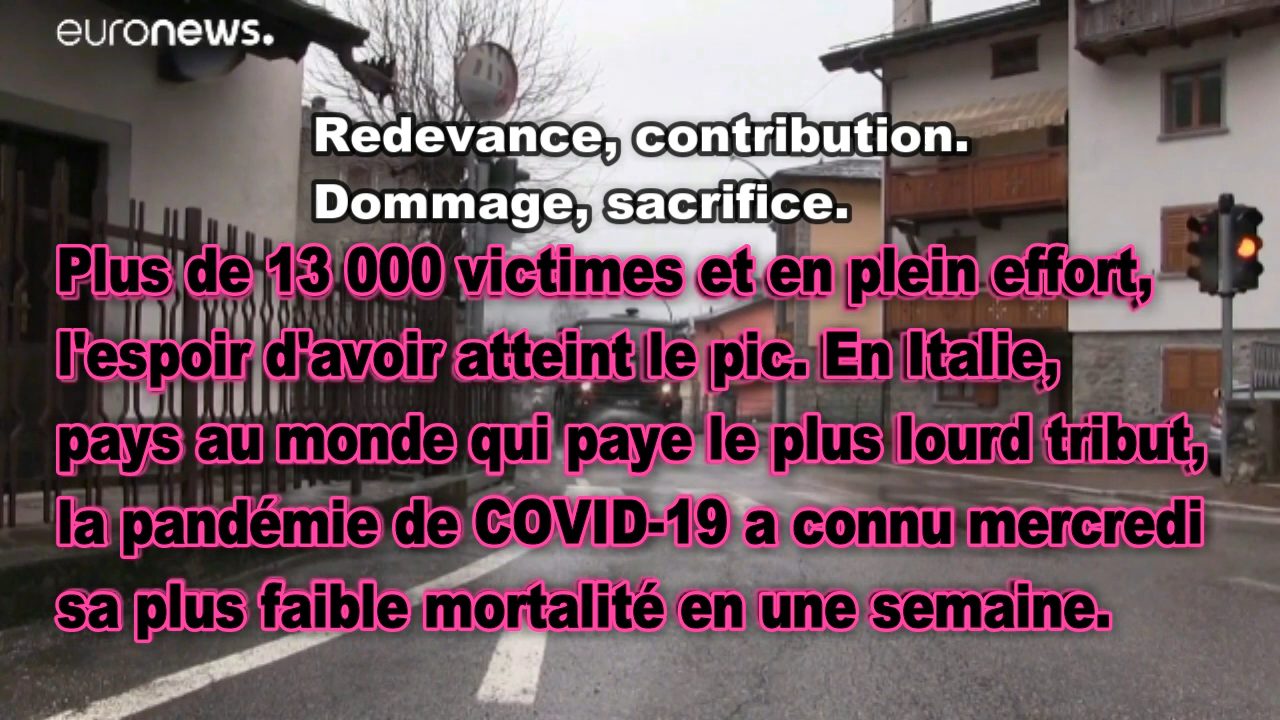 euronews.
Redevance, contribution.
Dommage, sacrifice.
Plus de 13 000 victimes et en plein effort,
l'espoir d'avoir atteint le pic. En Italie,
pays au monde qui paye le plus lourd tribut,
la pandémie de COVID-19 a connu mercredi
sa plus faible mortalité en une semaine.